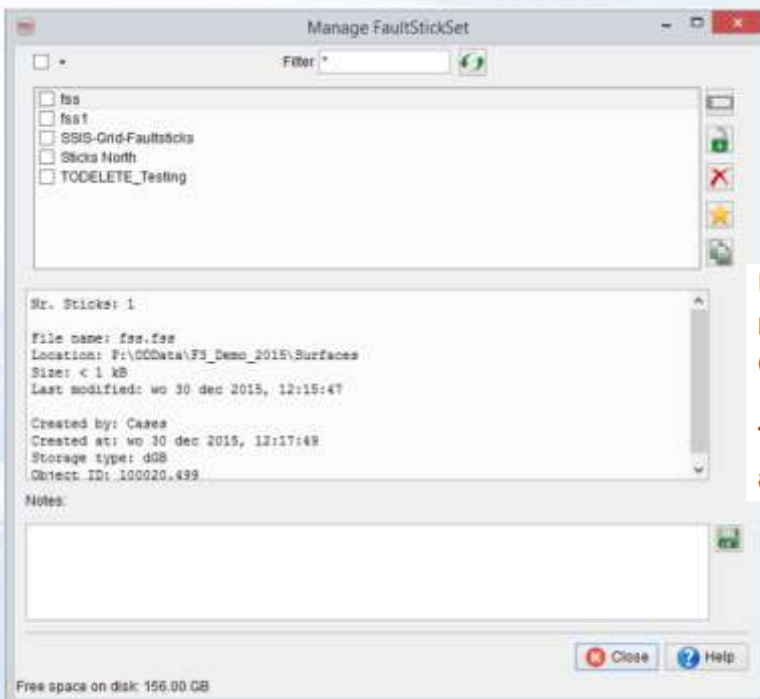 Manage FaultStickSet
Filter *
fss
fss1
SSIS-Grid-Faultsticks
Sticks North
TODELETE_Testing
Nr. Sticks: 1
File name: fss.fss
Location: P:\ODData\F3_Demo_2015\Surfaces
Size: < 1 kB
Last modified: wo 30 dec 2015, 12:15:47
Created by: Cases
Created at: wo 30 dec 2015, 12:17:49
Storage type: dGB
Object ID: 100020.499
Notes:
Close Help
Free space on disk: 156.00 GB